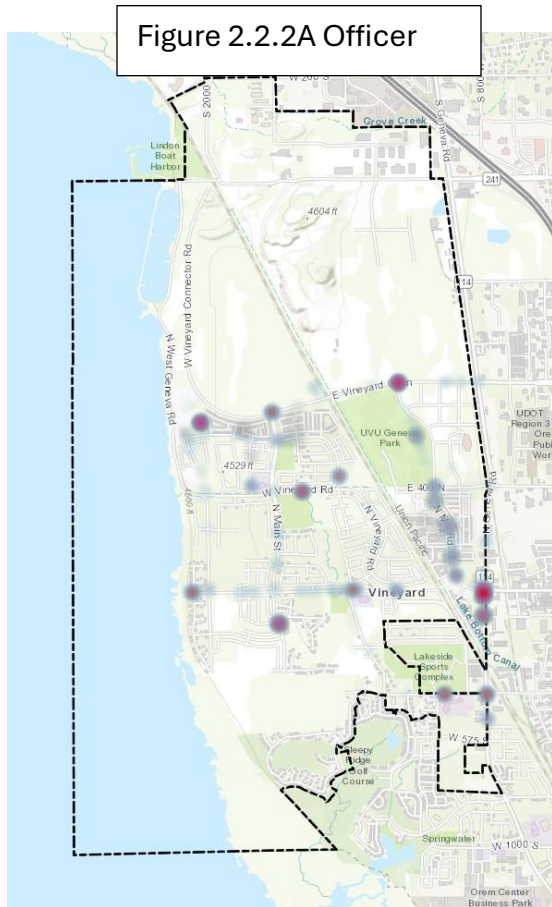 Figure 2.2.2A Officer
W 200 S
S 2000
S 800
S Geneva Rd
Grove Creek
Lindon
Boat
Harbor
241
4604 ft
114
W Vineyard Connector Rd
N West Geneva Rd
E Vineyard
UVU Gene
Park
UDOT
Region 3
Ore
Publ
Wor
4529 ft
W Vineyard Rd
E 400 N
N Main St
N Vineyard Rd
Union Pacific
114
Vineyard
Lake Bottom Canal
Lakeside
Sports
Complex
W 575 S
Sleepy
Ridge
Golf
Course
Springwater
W 1000 S
Orem Center
Business Park